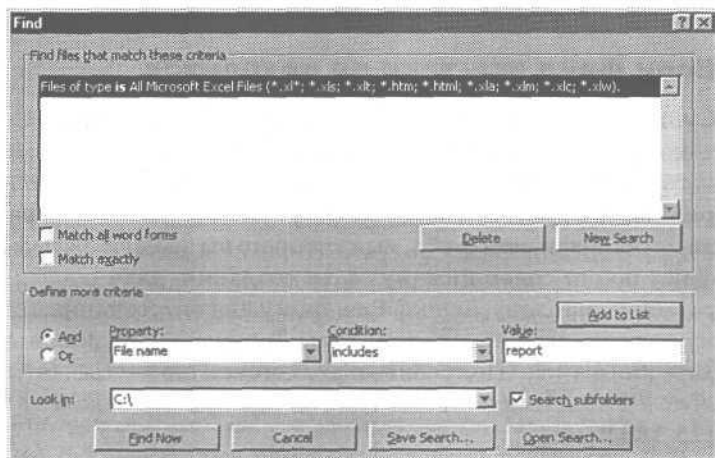 Find
Find files that match these criteria
Files of type is All Microsoft Excel Files (*.xl*; *.xls; *.xlt; *.htm; *.html; *.xla; *.xlm; *.xlc; *.xlw).
Match all word forms
Delete
New Search
Match exactly
Define more criteria
Add to List
And
Property:
Condition:
Value:
Or
File name
includes
report
Look in:
C:\
Search subfolders
Find Now
Cancel
Save Search...
Open Search...